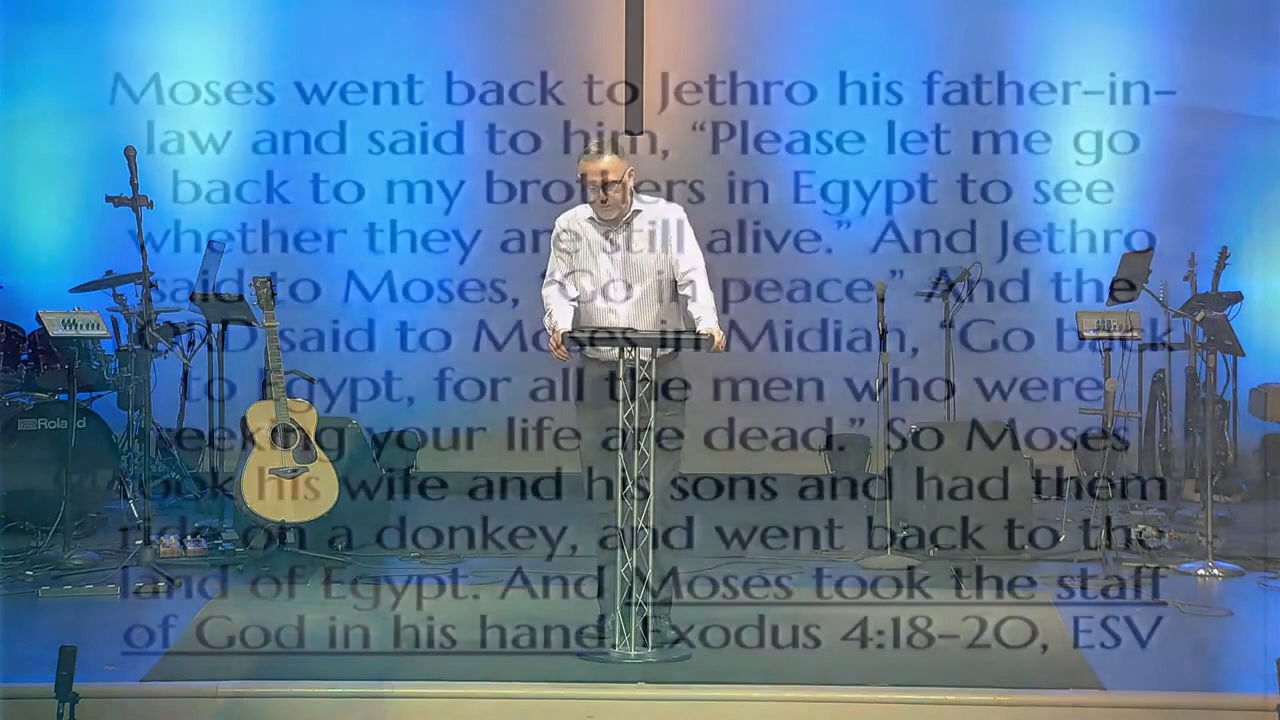 Moses went back to Jethro his father-in-
law and said to him, “Please let me go
back to my brothers in Egypt to see
whether they are still alive.” And Jethro
said to Moses, “Go in peace.” And the
LORD said to Moses in Midian, “Go back
to Egypt, for all the men who were
seeking your life are dead.” So Moses
took his wife and his sons and had them
ride on a donkey, and went back to the
land of Egypt. And Moses took the staff
of God in his hand. Exodus 4:18-20, ESV
Roland